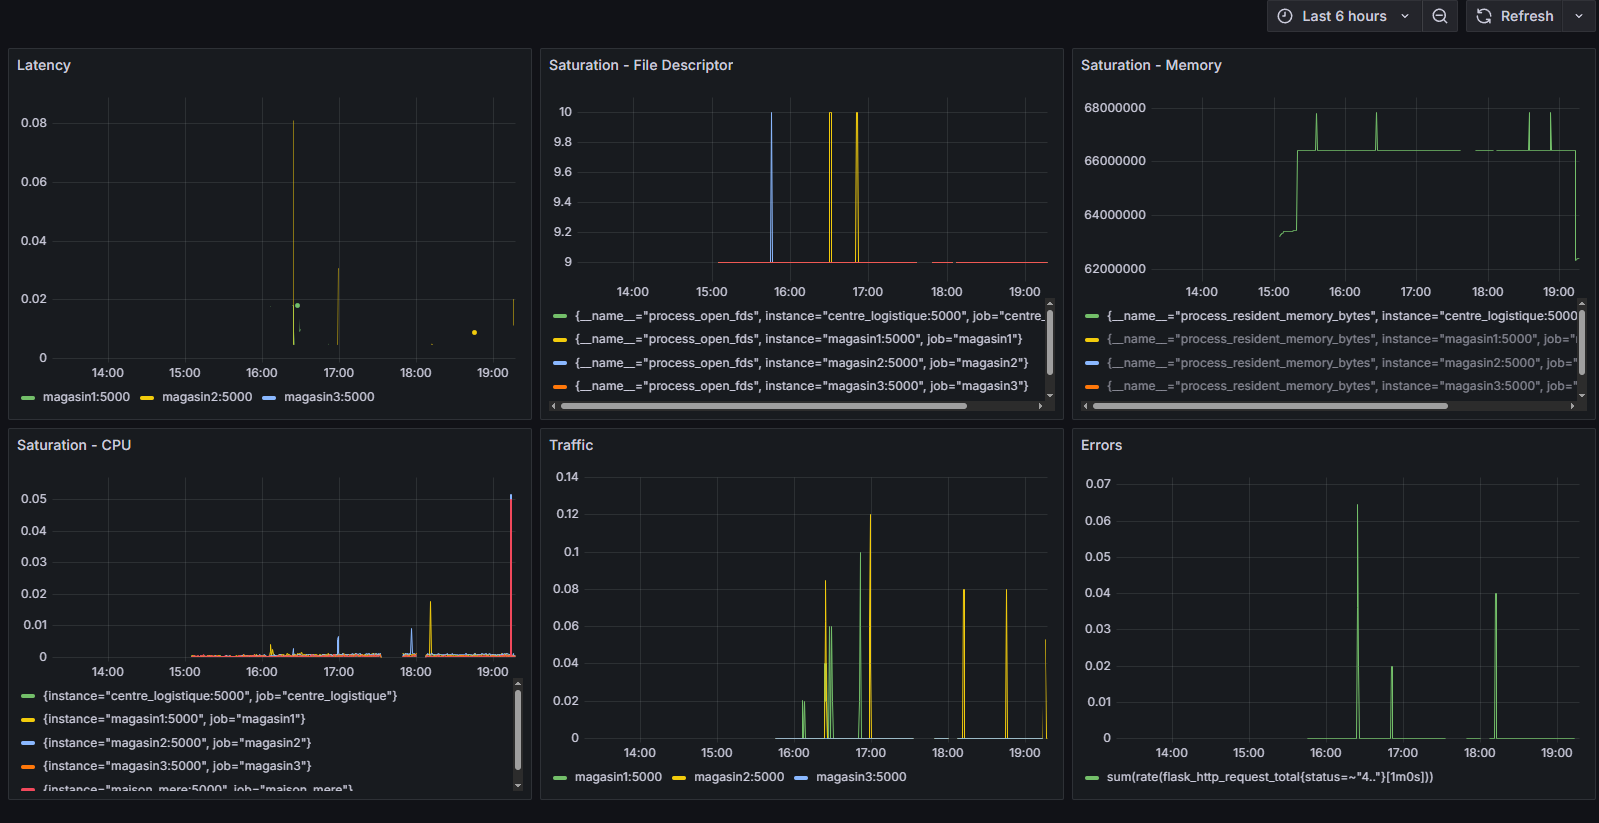 Last 6 hours
Refresh
Latency
0.08
0.06
0.04
0.02
0
14:00 15:00 16:00 17:00 18:00 19:00
magasin1:5000 magasin2:5000 magasin3:5000
Saturation - File Descriptor
10
9.8
9.6
9.4
9.2
9
14:00 15:00 16:00 17:00 18:00 19:00
{__name__="process_open_fds", instance="centre_logistique:5000", job="centre_
{__name__="process_open_fds", instance="magasin1:5000", job="magasin1"}
{__name__="process_open_fds", instance="magasin2:5000", job="magasin2"}
{__name__="process_open_fds", instance="magasin3:5000", job="magasin3"}
Saturation - Memory
68000000
66000000
64000000
62000000
14:00 15:00 16:00 17:00 18:00 19:00
{__name__="process_resident_memory_bytes", instance="centre_logistique:5000
{__name__="process_resident_memory_bytes", instance="magasin1:5000", job="
{__name__="process_resident_memory_bytes", instance="magasin2:5000", job="
{__name__="process_resident_memory_bytes", instance="magasin3:5000", job="
Saturation - CPU
0.05
0.04
0.03
0.02
0.01
0
14:00 15:00 16:00 17:00 18:00 19:00
{instance="centre_logistique:5000", job="centre_logistique"}
{instance="magasin1:5000", job="magasin1"}
{instance="magasin2:5000", job="magasin2"}
{instance="magasin3:5000", job="magasin3"}
{instance="maison_mere:5000", job="maison_mere"}
Traffic
0.14
0.12
0.1
0.08
0.06
0.04
0.02
0
14:00 15:00 16:00 17:00 18:00 19:00
magasin1:5000 magasin2:5000 magasin3:5000
Errors
0.07
0.06
0.05
0.04
0.03
0.02
0.01
0
14:00 15:00 16:00 17:00 18:00 19:00
sum(rate(flask_http_request_total{status=~"4.."}[1m0s]))